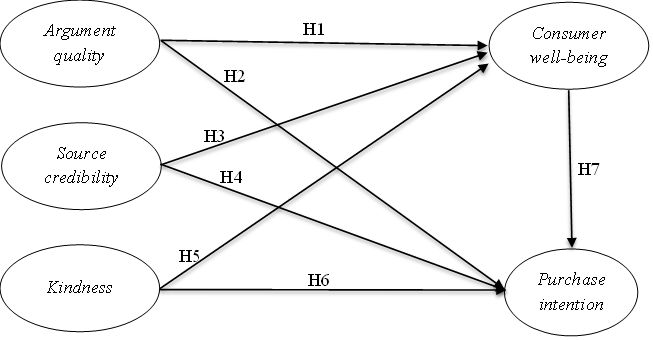 Argument
quality
H1
Consumer
well-being
H2
H3
Source
credibility
H4
H7
H5
Kindness
H6
Purchase
intention